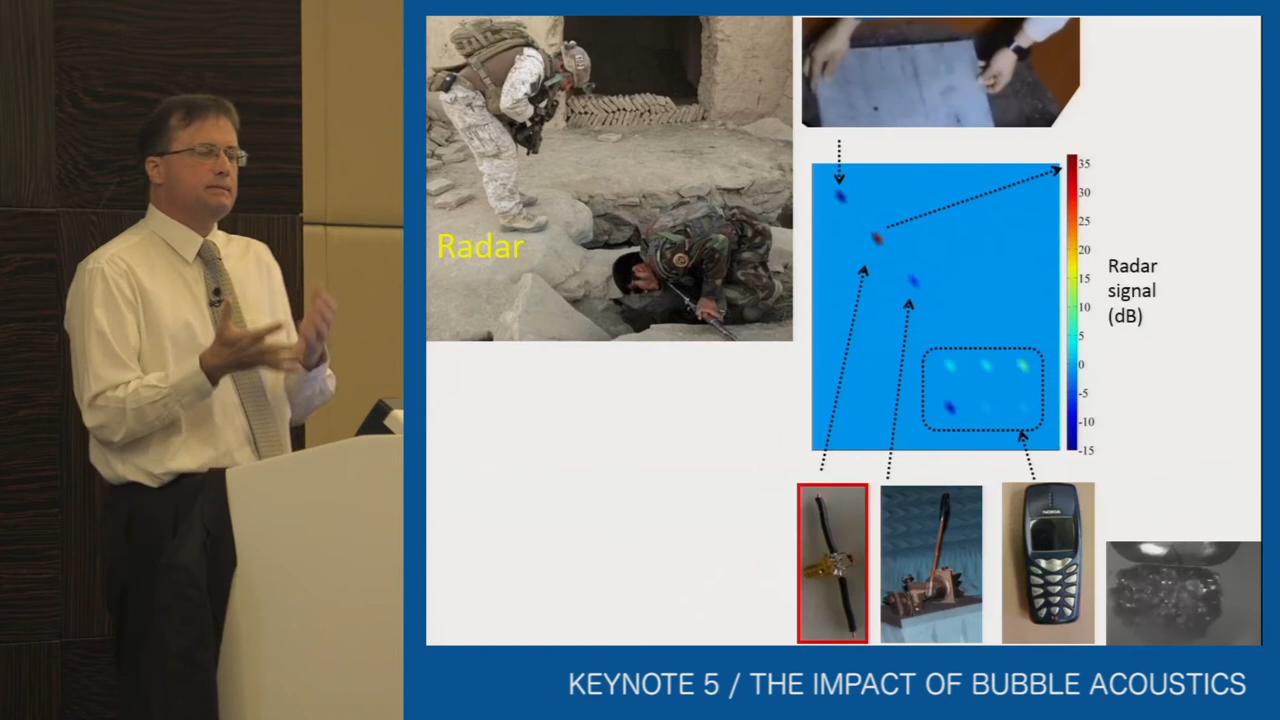 Radar
35
30
25
20
15
10
5
0
-5
-10
-15
Radar
signal
(dB)
NOKIA
KEYNOTE 5 / THE IMPACT OF BUBBLE ACOUSTICS